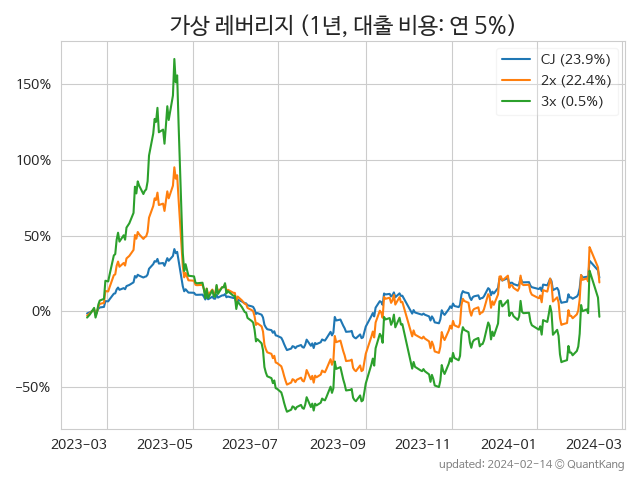 가상 레버리지 (1년, 대출 비용: 연 5%)
CJ (23.9%)
2x (22.4%)
3x (0.5%)
150%
100%
50%
0%
−50%
2023-03 2023-05 2023-07 2023-09 2023-11 2024-01 2024-03
updated: 2024-02-14 © QuantKang